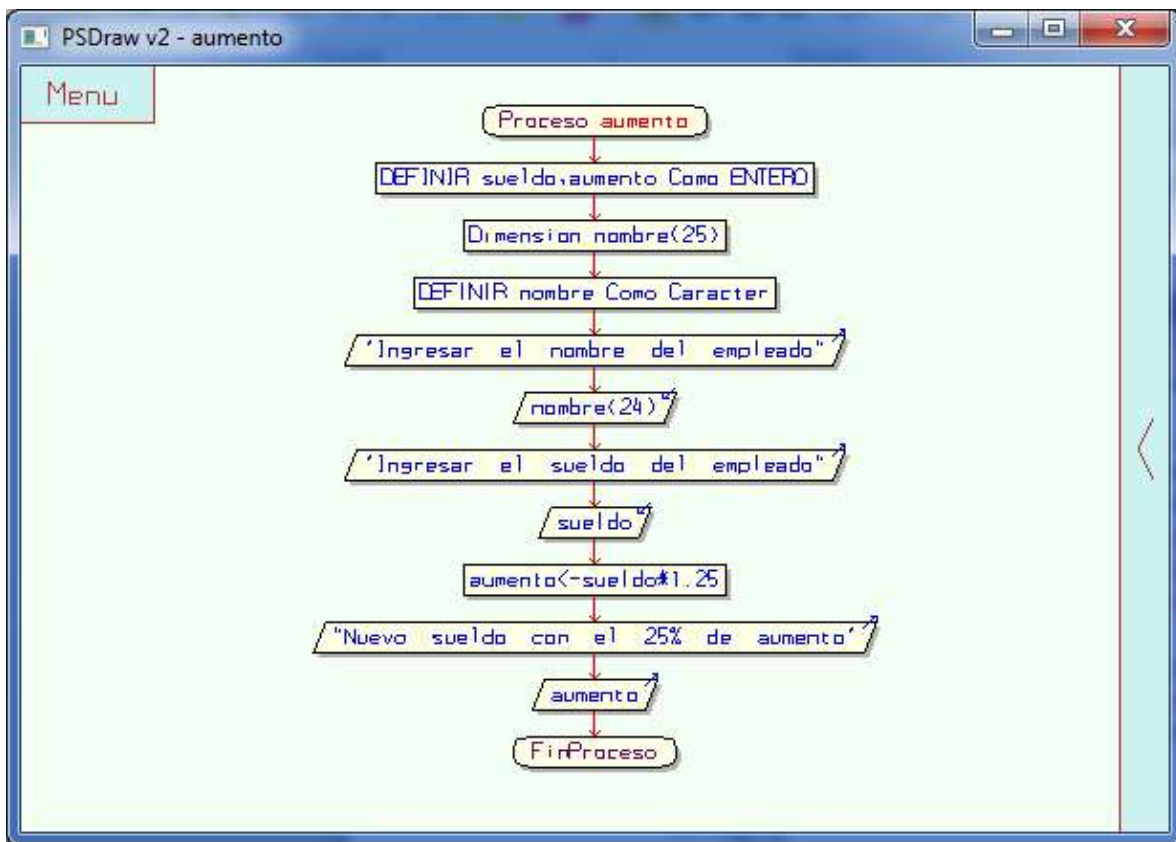 PSDraw v2 - aumento
Menu
Proceso aumento
DEFINIR sueldo,aumento Como ENTERO
Dimension nombre(25)
DEFINIR nombre Como Caracter
"Ingresar el nombre del empleado"
nombre(24)
"Ingresar el sueldo del empleado"
sueldo
aumento<-sueldo*1.25
"Nuevo sueldo con el 25% de aumento"
aumento
FinProceso